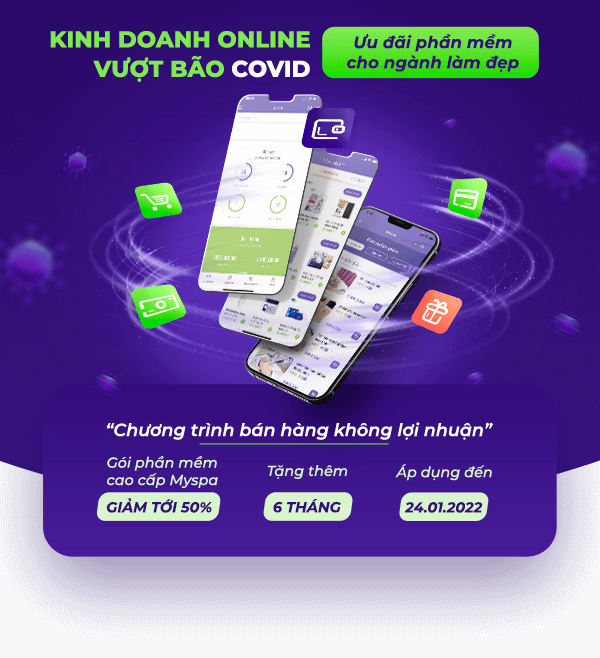 KINH DOANH ONLINE
VƯỢT BÃO COVID
Ưu đãi phần mềm
cho ngành làm đẹp
“Chương trình bán hàng không lợi nhuận”
Gói phần mềm
cao cấp Myspa
GIẢM TỚI 50%
Tặng thêm
6 THÁNG
Áp dụng đến
24.01.2022